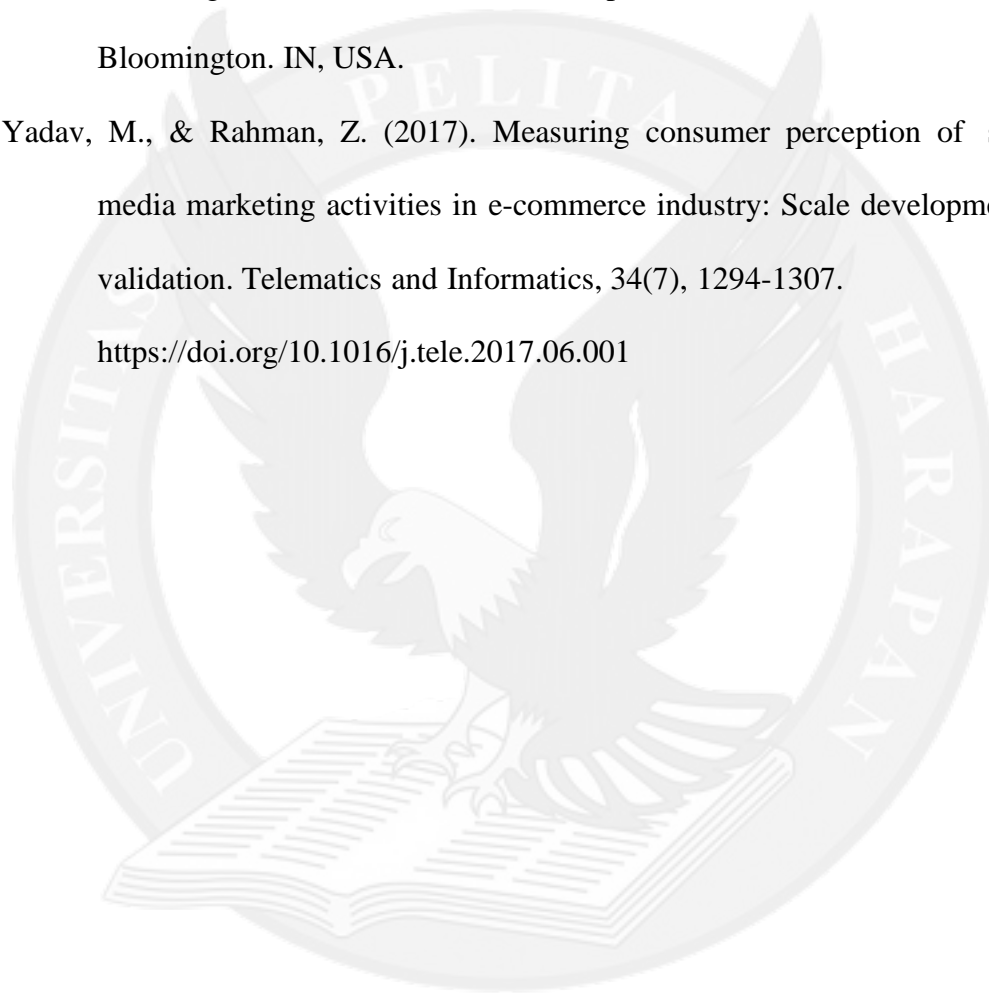 Bloomington. IN, USA.
Yadav, M., & Rahman, Z. (2017). Measuring consumer perception of
media marketing activities in e-commerce industry: Scale
validation. Telematics and Informatics, 34(7), 1294-1307.
https://doi.org/10.1016/j.tele.2017.06.001
UNIVERSITAS PELITA HARAPAN